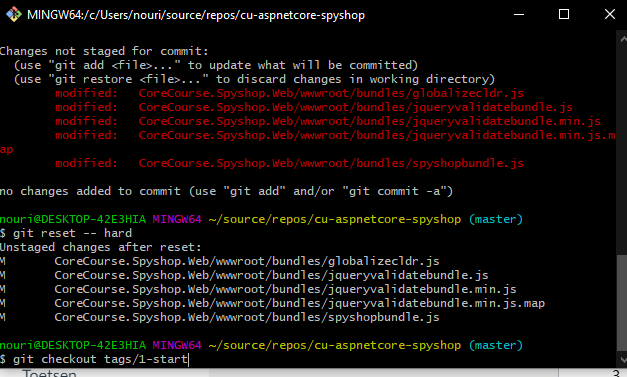 MINGW64:/c/Users/nouri/source/repos/cu-aspnetcore-spyshop
Changes not staged for commit:
(use "git add <file>..." to update what will be committed)
(use "git restore <file>..." to discard changes in working directory)
modified: CoreCourse.Spyshop.Web/wwwroot/bundles/globalizecldr.js
modified: CoreCourse.Spyshop.Web/wwwroot/bundles/jqueryvalidatebundle.js
modified: CoreCourse.Spyshop.Web/wwwroot/bundles/jqueryvalidatebundle.min.js
modified: CoreCourse.Spyshop.Web/wwwroot/bundles/jqueryvalidatebundle.min.js.m
ap
modified: CoreCourse.Spyshop.Web/wwwroot/bundles/spyshopbundle.js
no changes added to commit (use "git add" and/or "git commit -a")
nouri@DESKTOP-42E3HIA MINGW64 ~/source/repos/cu-aspnetcore-spyshop (master)
$ git reset -- hard
Unstaged changes after reset:
M CoreCourse.Spyshop.Web/wwwroot/bundles/globalizecldr.js
M CoreCourse.Spyshop.Web/wwwroot/bundles/jqueryvalidatebundle.js
M CoreCourse.Spyshop.Web/wwwroot/bundles/jqueryvalidatebundle.min.js
M CoreCourse.Spyshop.Web/wwwroot/bundles/jqueryvalidatebundle.min.js.map
M CoreCourse.Spyshop.Web/wwwroot/bundles/spyshopbundle.js
nouri@DESKTOP-42E3HIA MINGW64 ~/source/repos/cu-aspnetcore-spyshop (master)
$ git checkout tags/1-start
Toetsen
3